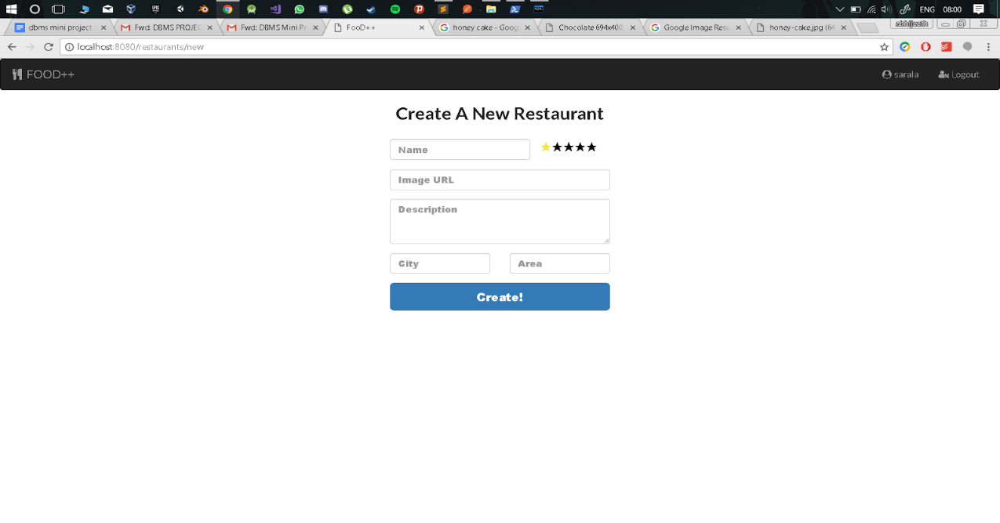 ENG 08:00
dbms mini project
Fwd: DBMS PROJEC
Fwd: DBMS Mini Pr
FooD++
honey cake - Goog
Chocolate 694x400
Google Image Resu
honey-cake.jpg (64
abhijeeth
localhost:8080/restaurants/new
FOOD++
sarala
Logout
Create A New Restaurant
Name
Image URL
Description
City
Area
Create!